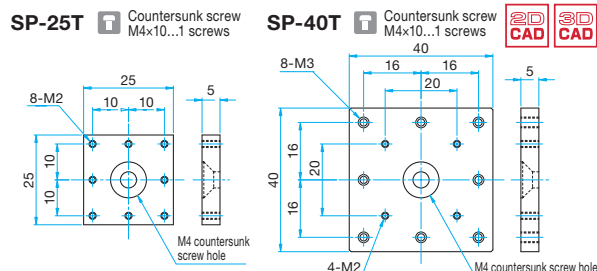 SP-25T Countersunk screw
M4×10...1 screws
SP-40T Countersunk screw
M4×10...1 screws
2D
CAD
3D
CAD
25
8-M2
10 10
5
25
10
10
M4 countersunk
screw hole
40
8-M3
16 16
20
5
40
16
20
16
4-M2
M4 countersunk screw hole